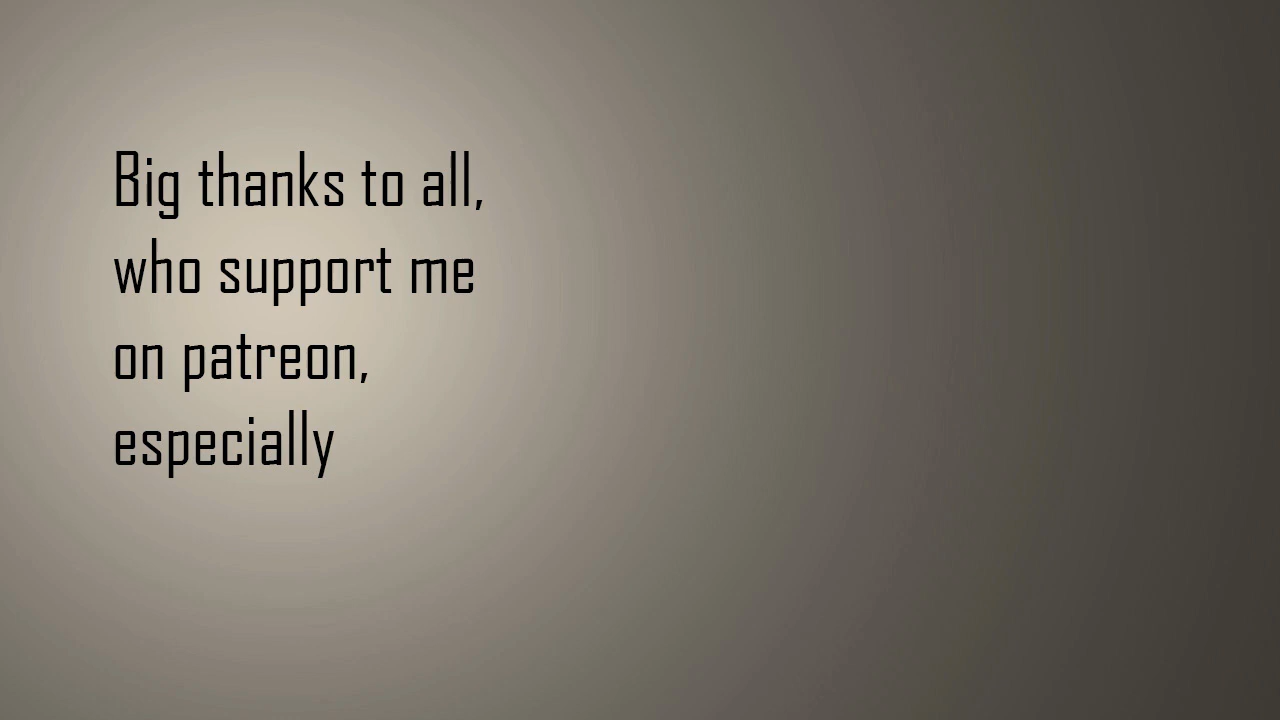 Big thanks to all,
who support me
on patreon,
especially